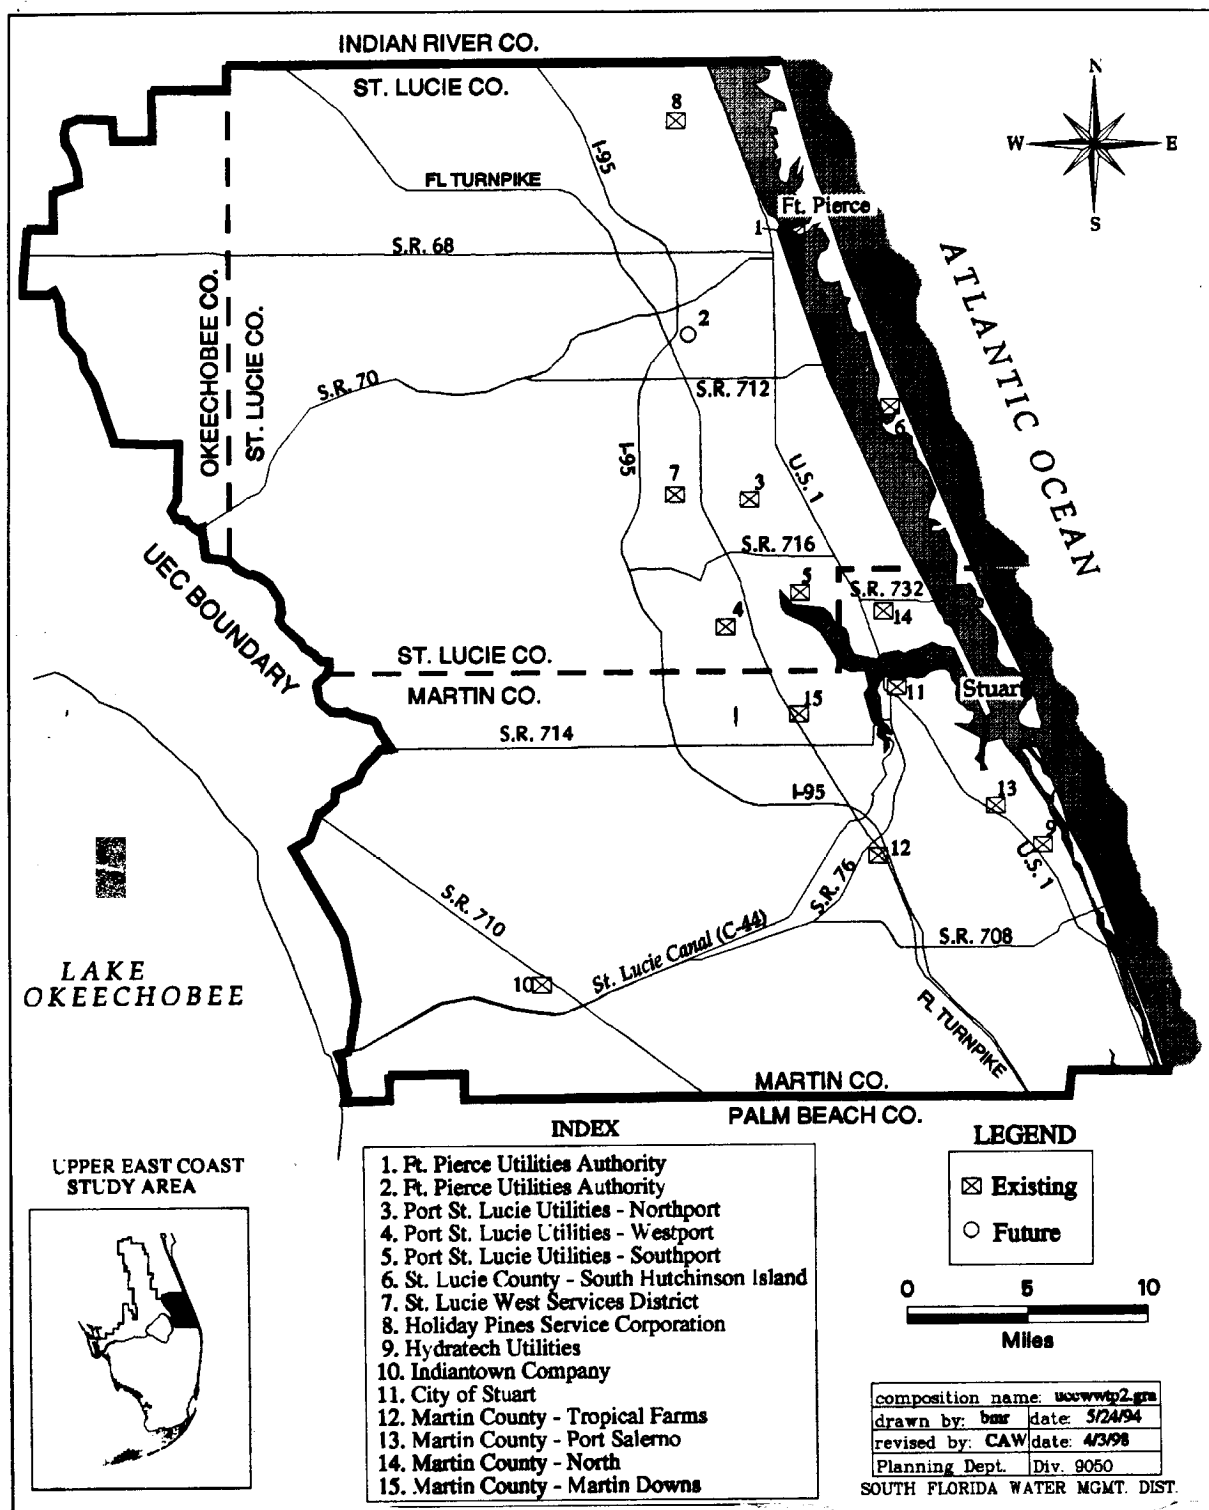 INDIAN RIVER CO.
ST. LUCIE CO.
8
N
W
E
S
I-95
FL TURNPIKE
Ft. Pierce
1
S.R. 68
ATLANTIC OCEAN
OKEECHOBEE CO.
ST. LUCIE CO.
2
S.R. 70
S.R. 712
6
I-95
U.S. 1
7
3
S.R. 716
UEC BOUNDARY
5
S.R. 732
14
4
ST. LUCIE CO.
MARTIN CO.
11
Stuart
15
S.R. 714
I-95
13
9
U.S. 1
12
S.R. 76
S.R. 710
St. Lucie Canal (C-44)
S.R. 708
LAKE
OKEECHOBEE
10
FL TURNPIKE
MARTIN CO.
PALM BEACH CO.
INDEX
1. Ft. Pierce Utilities Authority
2. Ft. Pierce Utilities Authority
3. Port St. Lucie Utilities - Northport
4. Port St. Lucie Utilities - Westport
5. Port St. Lucie Utilities - Southport
6. St. Lucie County - South Hutchinson Island
7. St. Lucie West Services District
8. Holiday Pines Service Corporation
9. Hydratech Utilities
10. Indiantown Company
11. City of Stuart
12. Martin County - Tropical Farms
13. Martin County - Port Salerno
14. Martin County - North
15. Martin County - Martin Downs
LEGEND
Existing
Future
0 5 10
Miles
UPPER EAST COAST
STUDY AREA
composition name: uccwwtp2.gra
drawn by: bmr date: 5/24/94
revised by: CAW date: 4/3/98
Planning Dept. Div. 9050
SOUTH FLORIDA WATER MGMT. DIST.